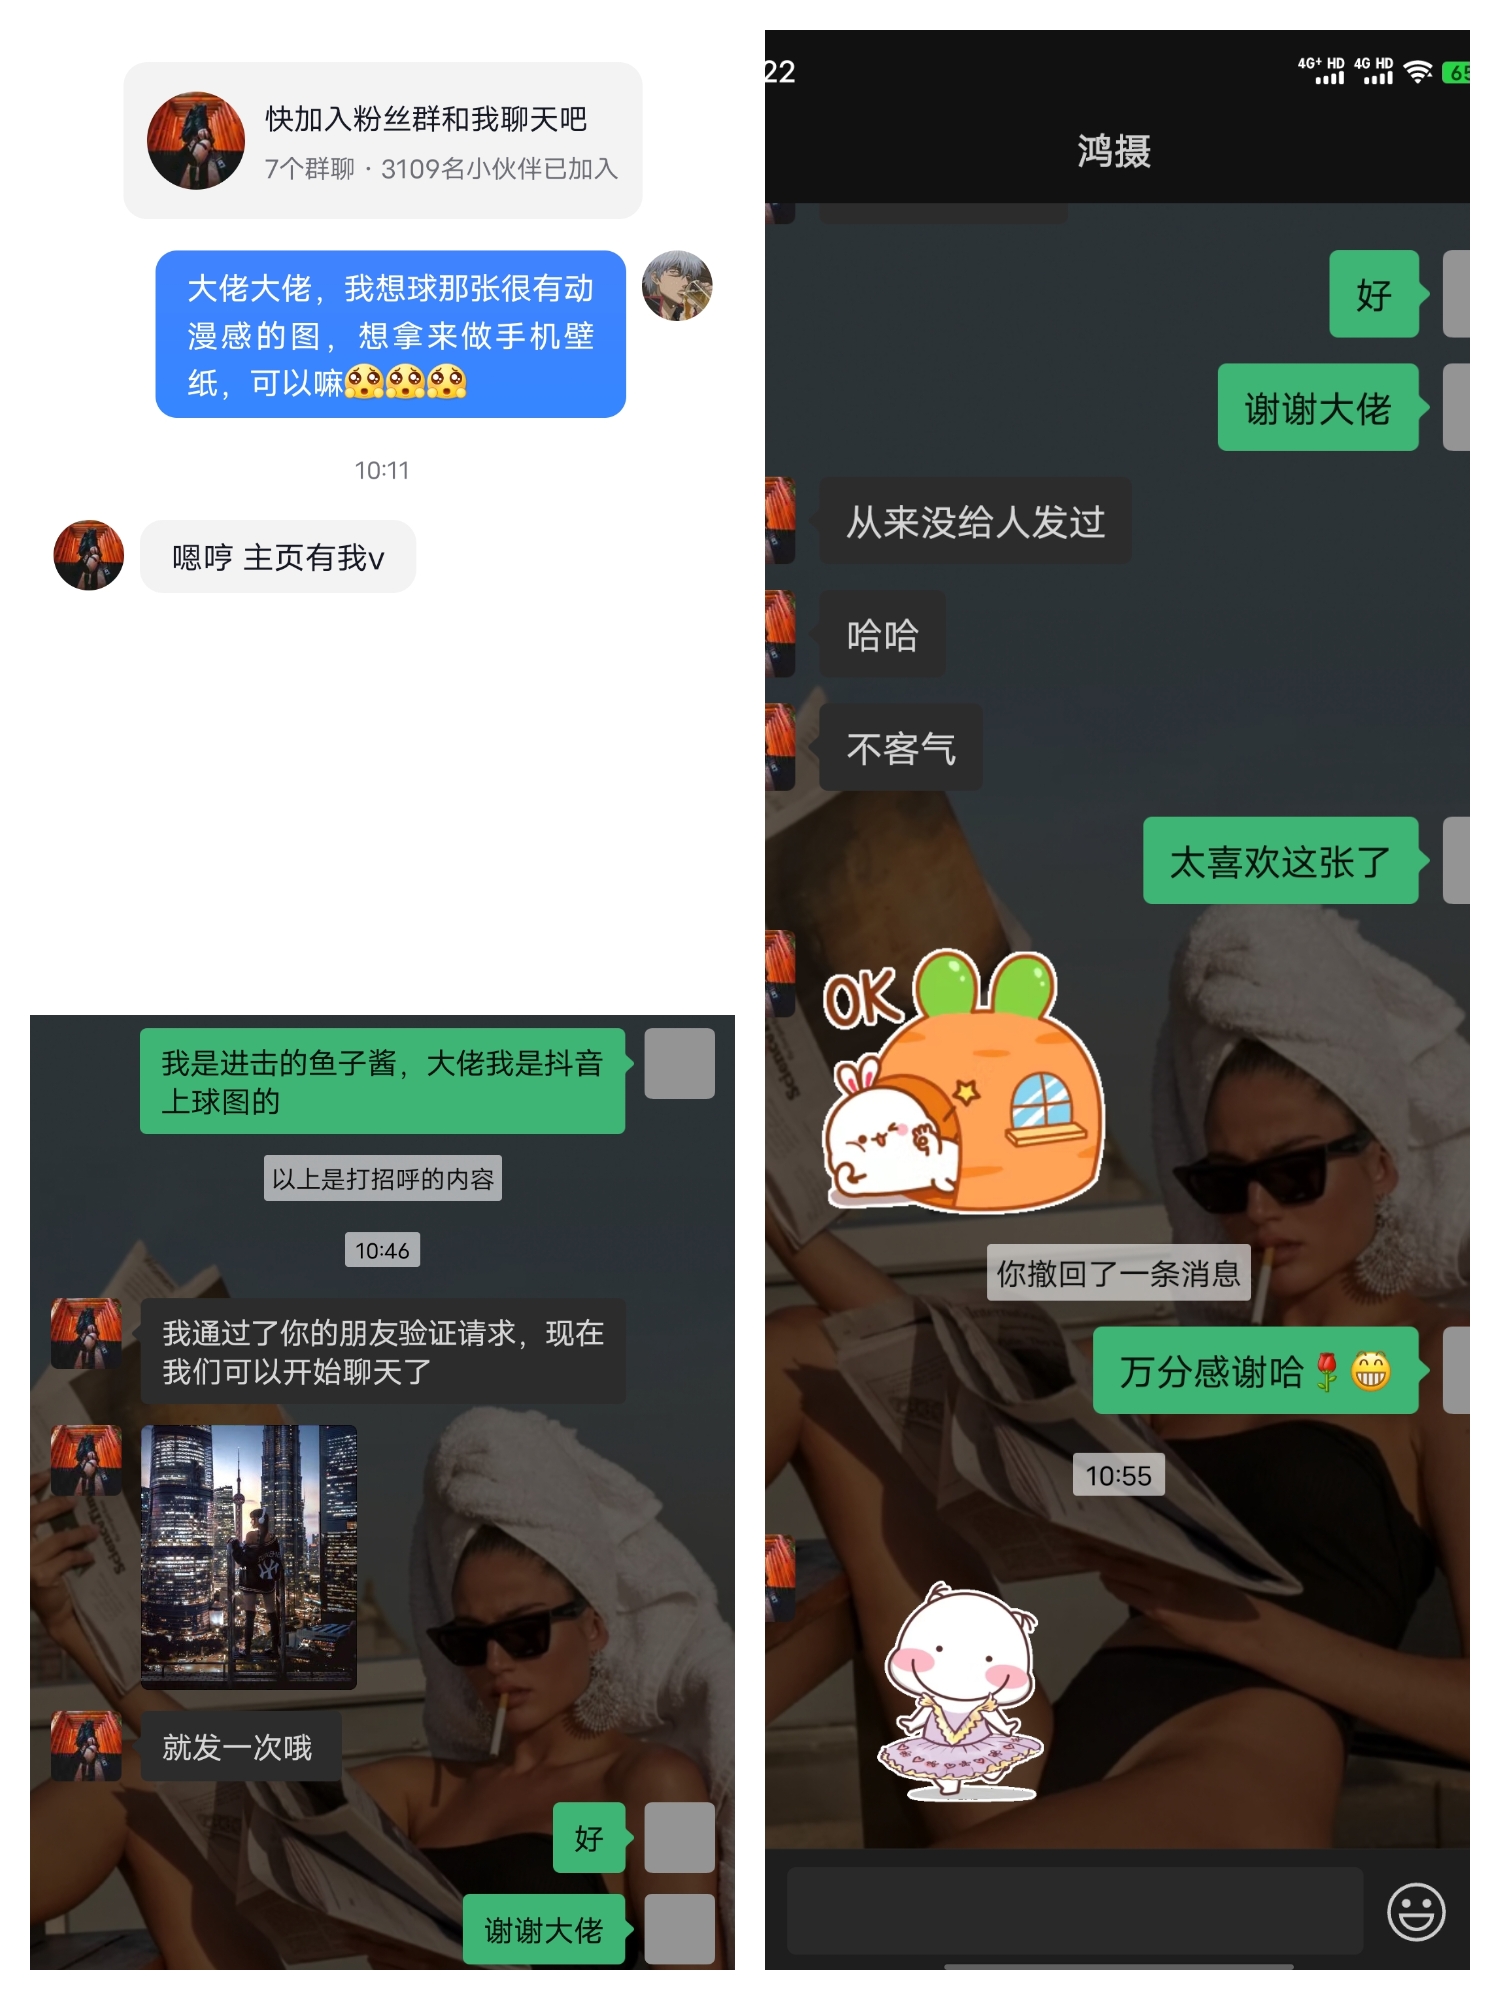 快加入粉丝群和我聊天吧
7个群聊 · 3109名小伙伴已加入
大佬大佬，我想球那张很有动
漫感的图，想拿来做手机壁
纸，可以嘛🥺🥺🥺
10:11
嗯哼 主页有我v
我是进击的鱼子酱，大佬我是抖音
上球图的
以上是打招呼的内容
10:46
我通过了你的朋友验证请求，现在
我们可以开始聊天了
就发一次哦
好
谢谢大佬
22
4G+ HD 4G HD
65
鸿摄
好
谢谢大佬
从来没给人发过
哈哈
不客气
太喜欢这张了
OK
你撤回了一条消息
万分感谢哈🌹😁
10:55